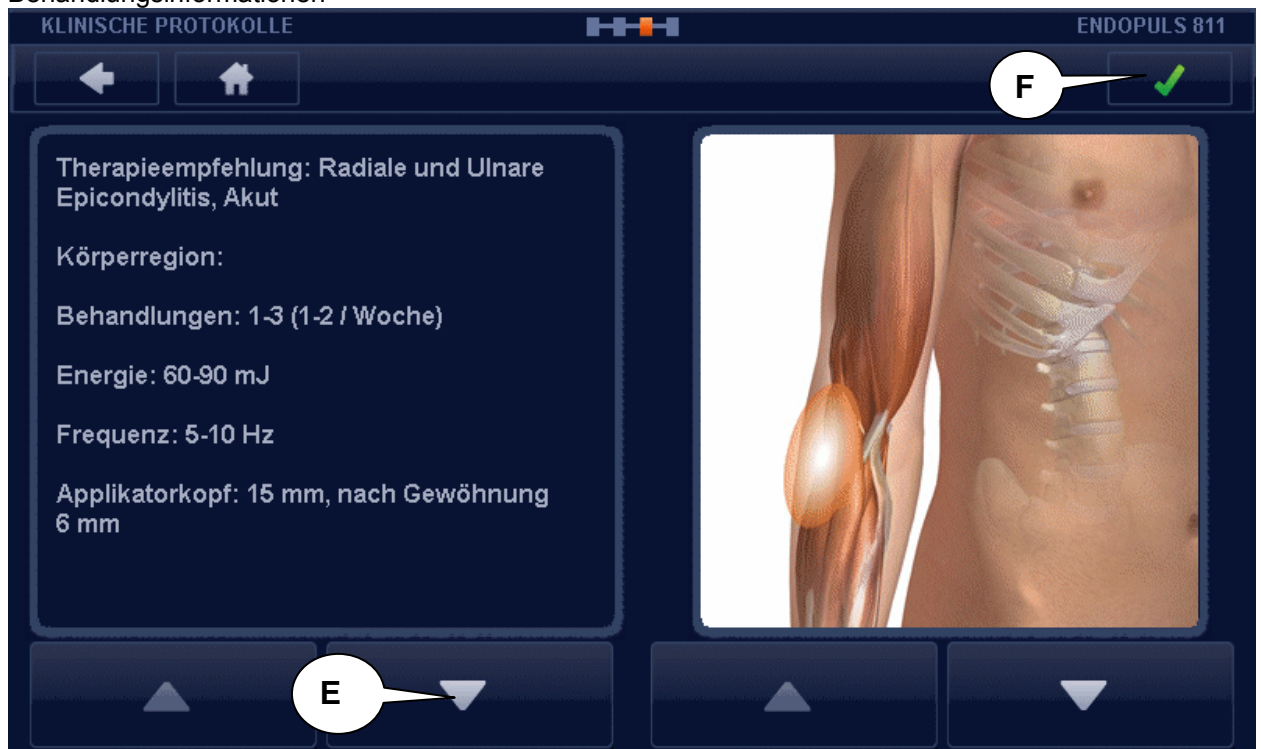 Behandlungsinformationen
KLINISCHE PROTOKOLLE
ENDOPULS 811
F
Therapieempfehlung: Radiale und Ulnare
Epicondylitis, Akut
Körperregion:
Behandlungen: 1-3 (1-2 / Woche)
Energie: 60-90 mJ
Frequenz: 5-10 Hz
Applikatorkopf: 15 mm, nach Gewöhnung
6 mm
E